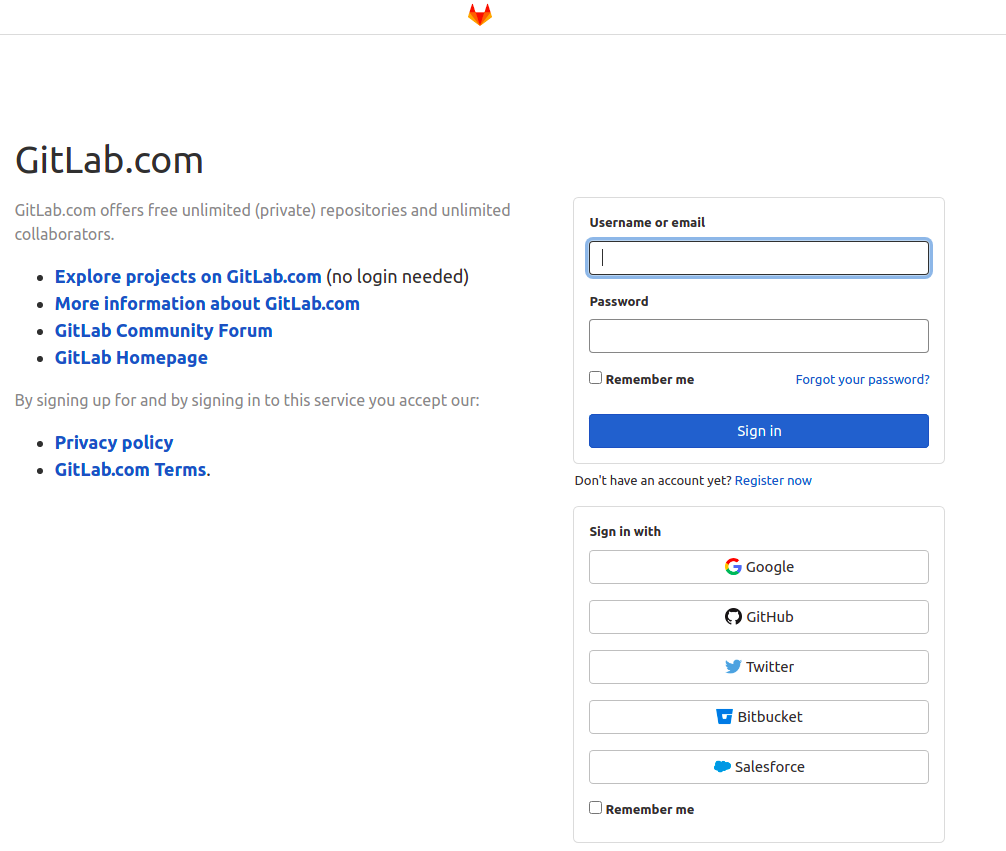 GitLab.com
GitLab.com offers free unlimited (private) repositories and unlimited
collaborators.
Explore projects on GitLab.com (no login needed)
More information about GitLab.com
GitLab Community Forum
GitLab Homepage
By signing up for and by signing in to this service you accept our:
Privacy policy
GitLab.com Terms.
Username or email
Password
Remember me
Forgot your password?
Sign in
Don't have an account yet? Register now
Sign in with
Google
GitHub
Twitter
Bitbucket
Salesforce
Remember me